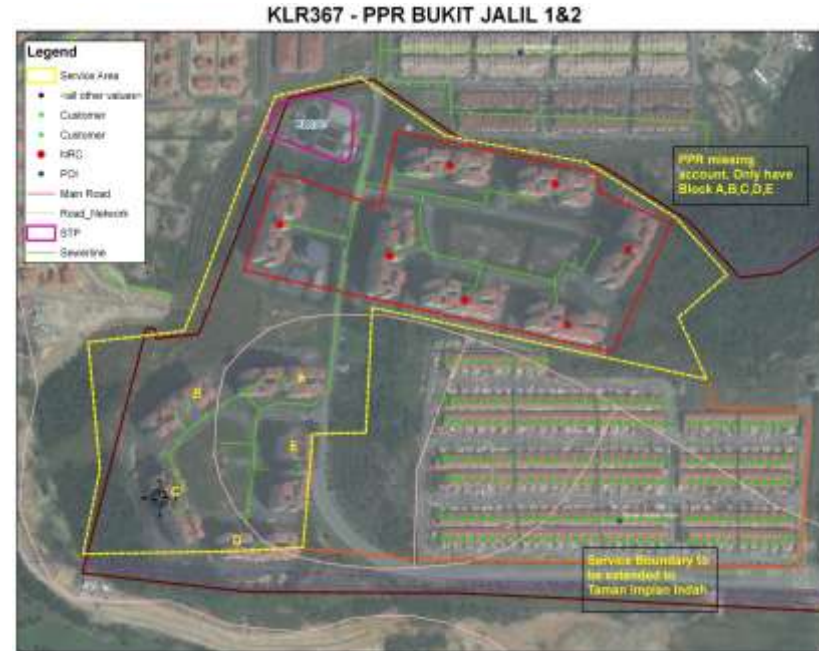 KLR367 - PPR BUKIT JALIL 1&2
Legend
Service Area
<all other values>
Customer
Customer
NRC
POI
Main Road
Road_Network
STP
Sewerline
PPR missing
account. Only have
Block A,B,C,D,E
B
A
E
C
D
Service Boundary to
be extended to
Taman Impian Indah